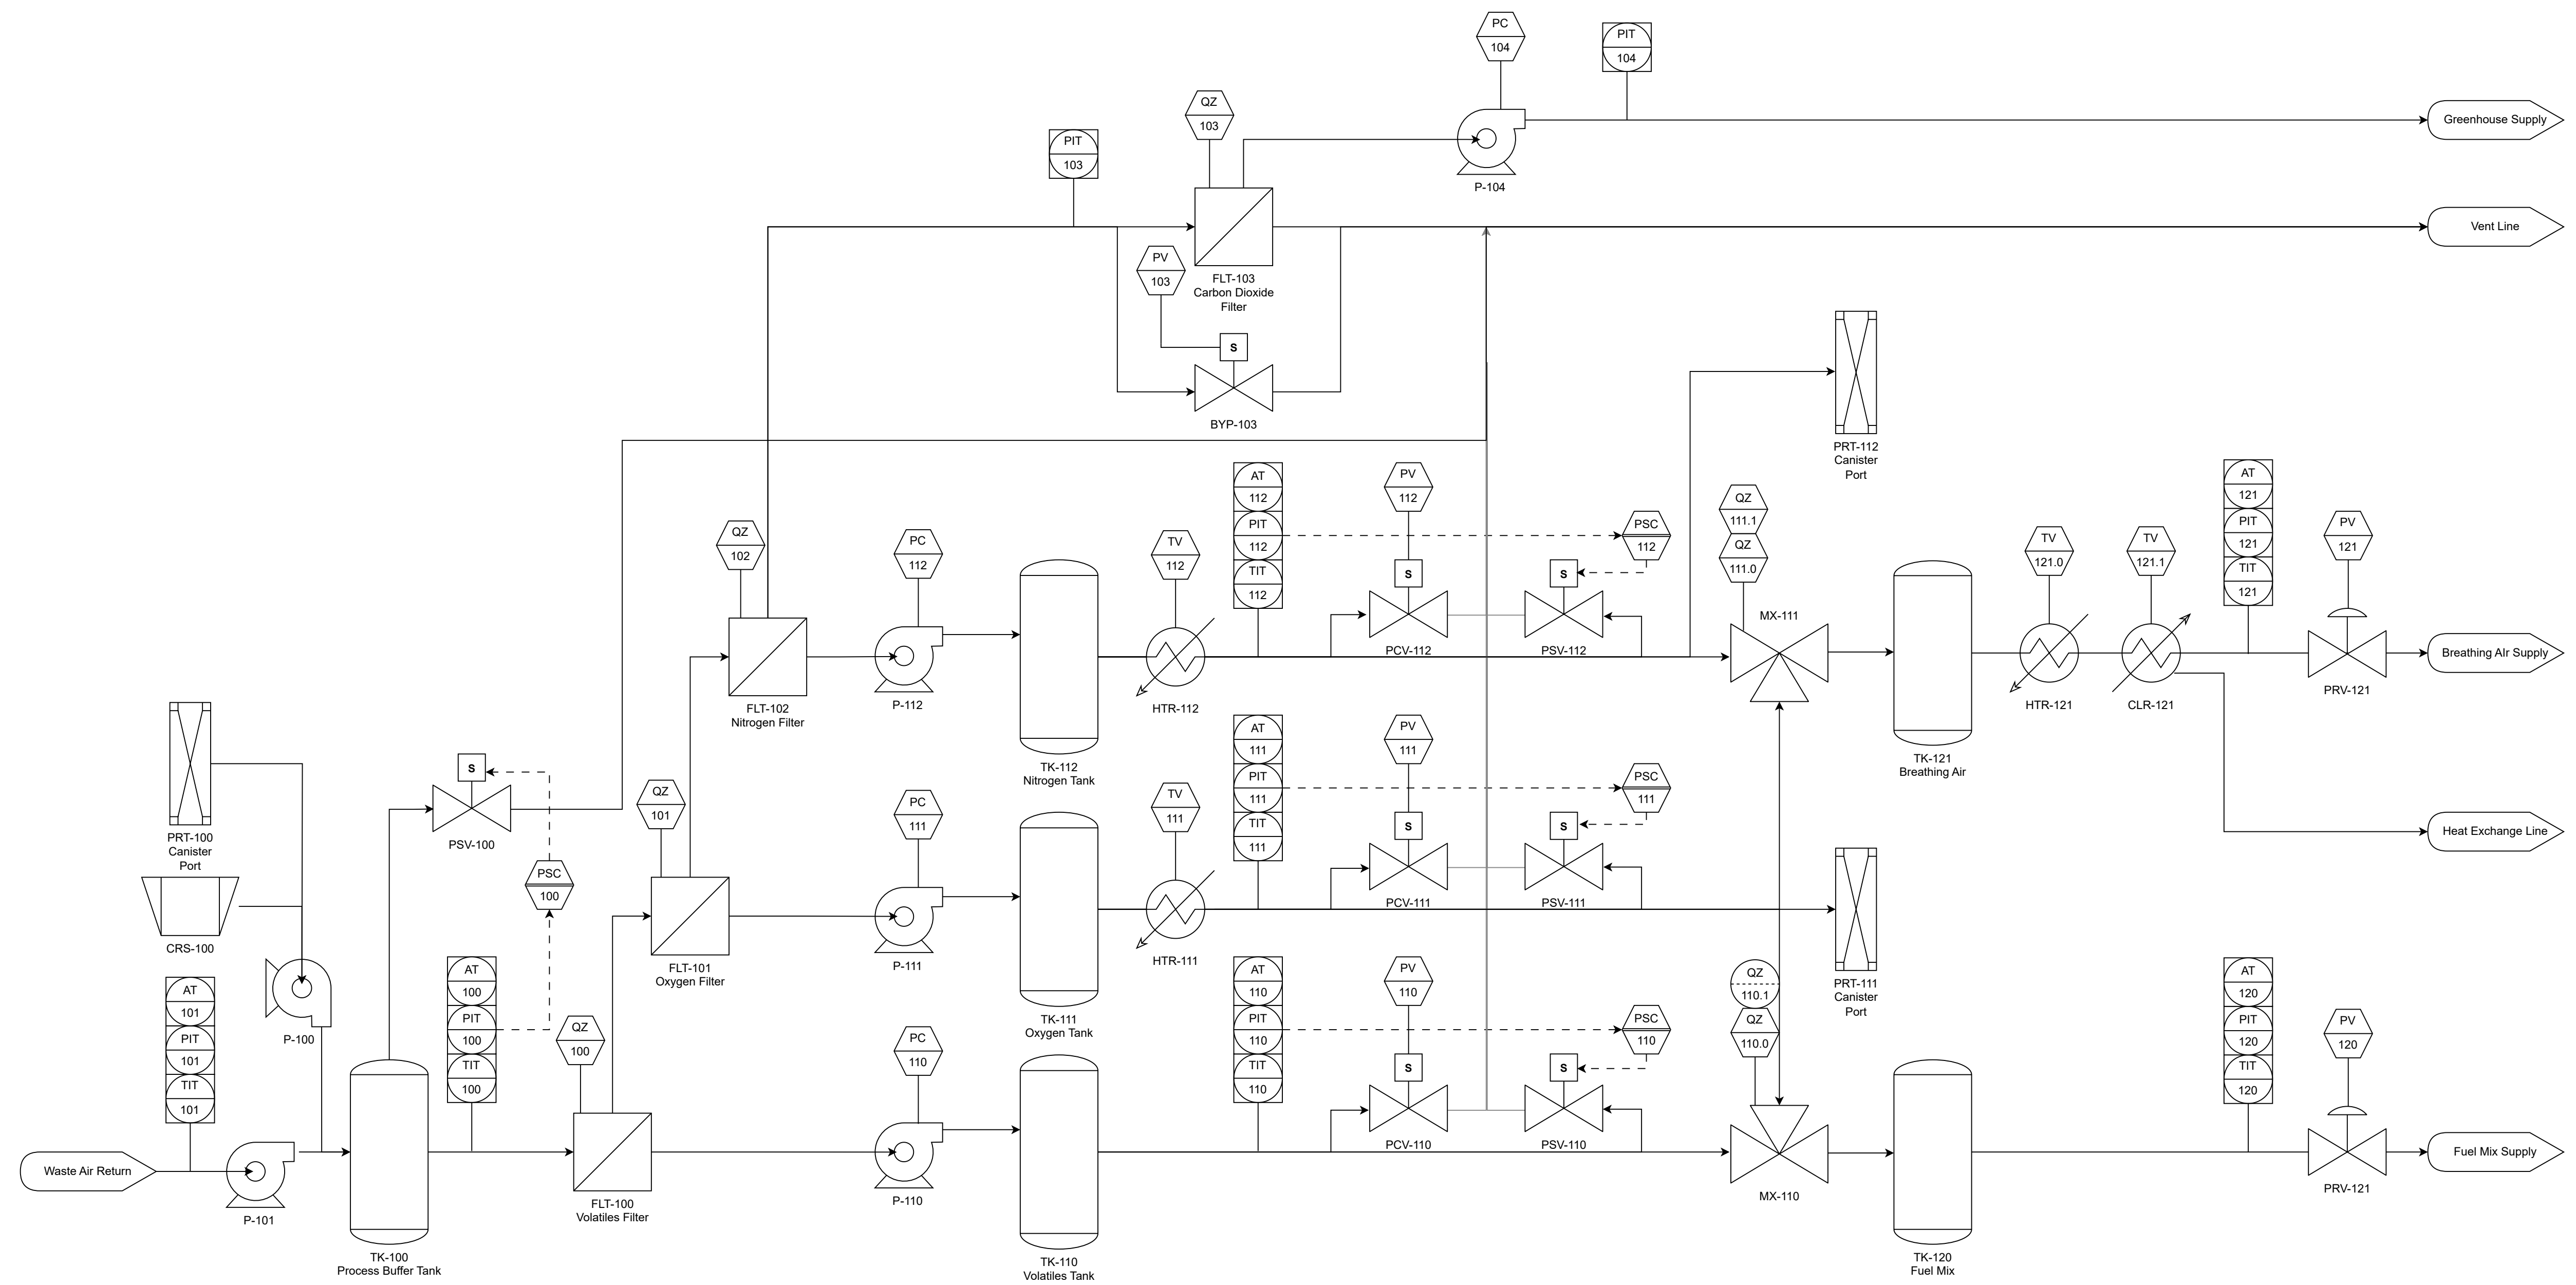 PC
104
PIT
104
Greenhouse Supply
QZ
103
PIT
103
P-104
Vent Line
PV
103
FLT-103
Carbon Dioxide
Filter
S
BYP-103
PRT-112
Canister
Port
AT
112
PIT
112
TIT
112
PV
112
S
PCV-112
PSC
112
S
PSV-112
QZ
111.1
QZ
111.0
MX-111
AT
121
PIT
121
TIT
121
TV
121.0
TV
121.1
PV
121
Breathing AIr Supply
PRV-121
HTR-121
CLR-121
TK-121
Breathing Air
QZ
102
PC
112
TV
112
FLT-102
Nitrogen Filter
P-112
HTR-112
TK-112
Nitrogen Tank
PRT-100
Canister
Port
S
PSV-100
QZ
101
PC
111
TV
111
AT
111
PIT
111
TIT
111
PV
111
S
PCV-111
PSC
111
S
PSV-111
Heat Exchange Line
PSC
100
CRS-100
FLT-101
Oxygen Filter
P-111
HTR-111
TK-111
Oxygen Tank
PRT-111
Canister
Port
AT
101
PIT
101
TIT
101
P-100
AT
100
PIT
100
TIT
100
QZ
100
PC
110
AT
110
PIT
110
TIT
110
PV
110
S
PCV-110
PSC
110
S
PSV-110
QZ
110.1
QZ
110.0
MX-110
AT
120
PIT
120
TIT
120
PV
120
Fuel Mix Supply
PRV-121
Waste Air Return
P-101
TK-100
Process Buffer Tank
FLT-100
Volatiles Filter
P-110
TK-110
Volatiles Tank
TK-120
Fuel Mix